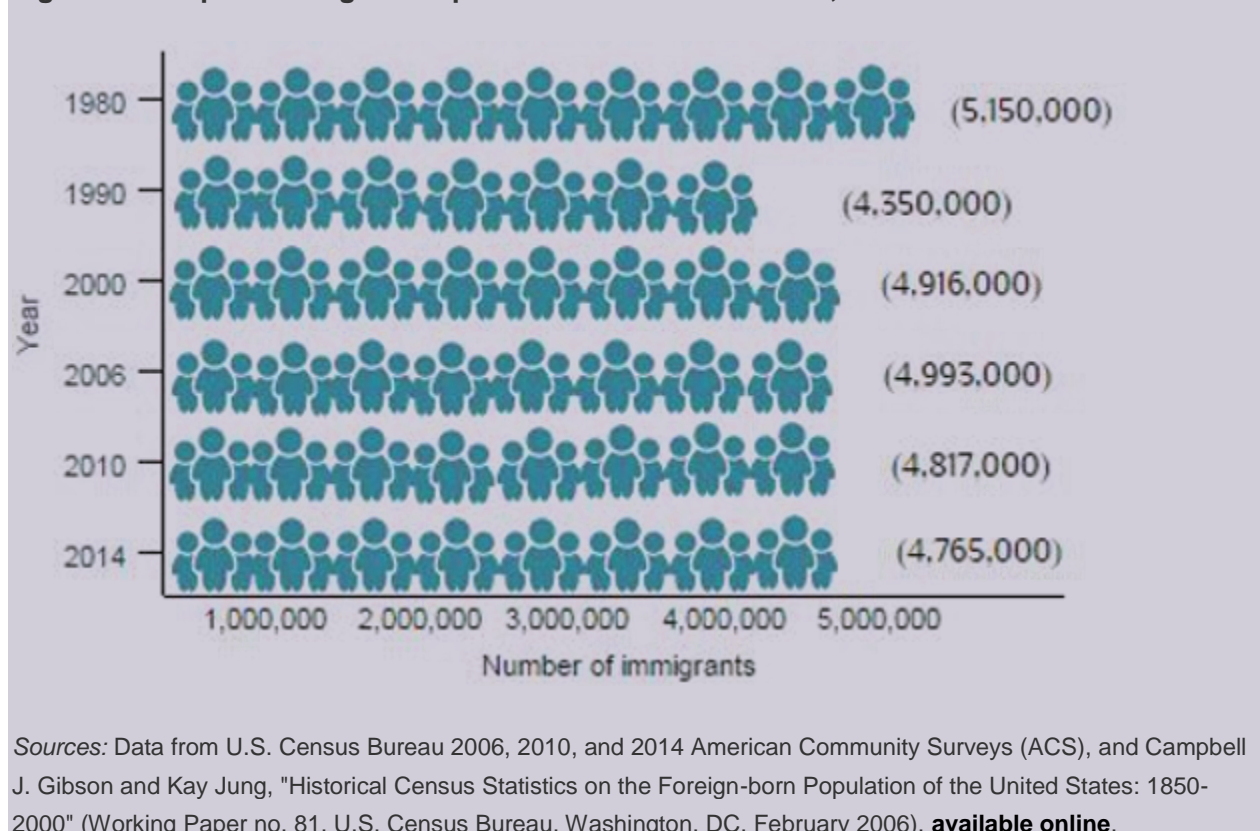 1980 (5,150,000)
1990 (4,350,000)
2000 (4,916,000)
Year
2006 (4,993,000)
2010 (4,817,000)
2014 (4,765,000)
1,000,000 2,000,000 3,000,000 4,000,000 5,000,000
Number of immigrants
Sources: Data from U.S. Census Bureau 2006, 2010, and 2014 American Community Surveys (ACS), and Campbell
J. Gibson and Kay Jung, "Historical Census Statistics on the Foreign-born Population of the United States: 1850-
2000" (Working Paper no. 81, U.S. Census Bureau, Washington, DC, February 2006), available online.